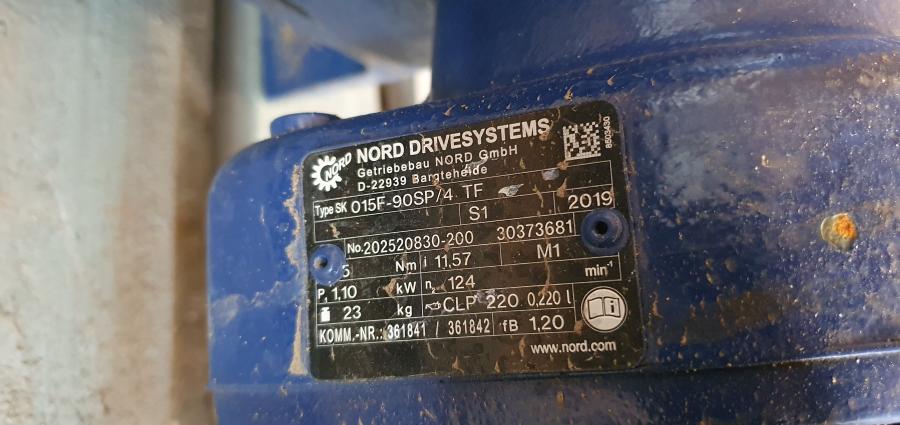 NORD
NORD DRIVESYSTEMS
Getriebebau NORD GmbH
D-22939 Bargteheide
8503430
Type SK 015F-90SP/4 TF
S1 2019
No. 202520830-200 30373681
5 Nm i 11.57 M1
P₁ 1,10 kW n₂ 124 min⁻¹
23 kg CLP 220 0,220 l
KOMM.-NR.: 361841 / 361842 fB 1,20
www.nord.com